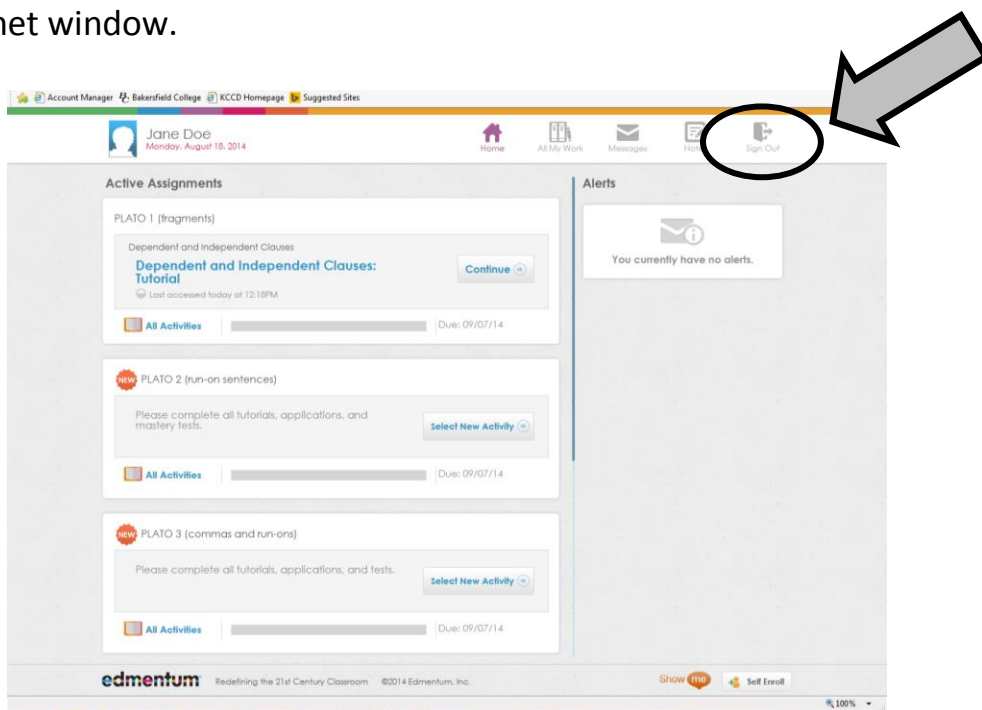 net window.
Account Manager Bakersfield College KCCD Homepage Suggested Sites
Jane Doe
Monday, August 18, 2014
Home All My Work Messages Sign Out
Active Assignments
Alerts
PLATO 1 (fragments)
Dependent and Independent Clauses
Dependent and Independent Clauses:
Tutorial
Continue
Last accessed today at 12:18PM
You currently have no alerts.
All Activities Due: 09/07/14
NEW PLATO 2 (run-on sentences)
Please complete all tutorials, applications, and
mastery tests.
Select New Activity
All Activities Due: 09/07/14
NEW PLATO 3 (commas and run-ons)
Please complete all tutorials, applications, and tests.
Select New Activity
All Activities Due: 09/07/14
edmentum Redefining the 21st Century Classroom ©2014 Edmentum, Inc. Show me Self Enroll
100%